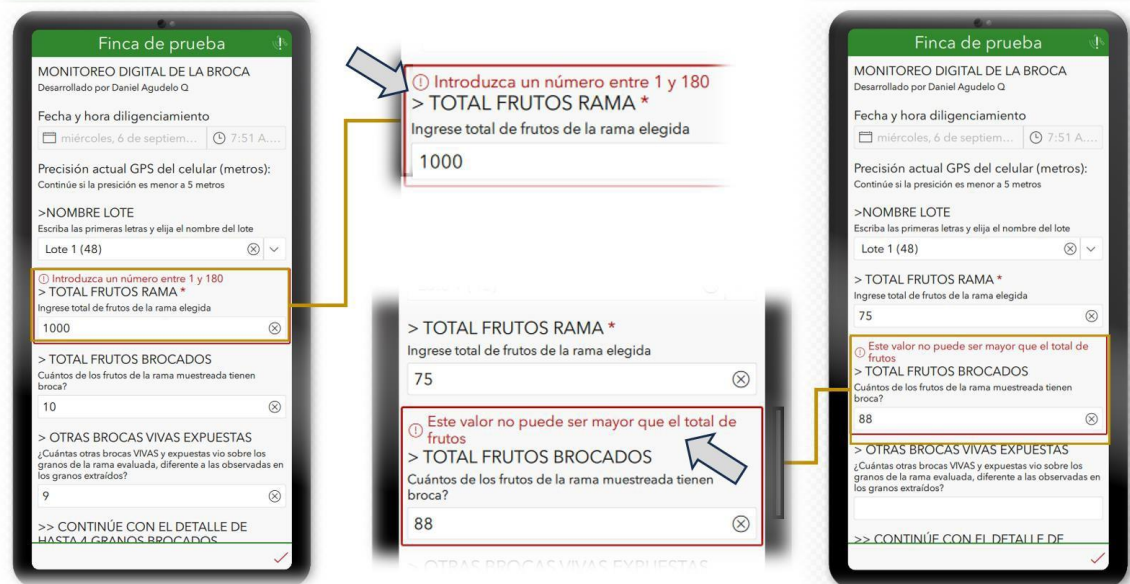 Finca de prueba
MONITOREO DIGITAL DE LA BROCA
Desarrollado por Daniel Agudelo Q
Fecha y hora diligenciamiento
miércoles, 6 de septiem... 7:51 A....
Precisión actual GPS del celular (metros):
Continúe si la presición es menor a 5 metros
>NOMBRE LOTE
Escriba las primeras letras y elija el nombre del lote
Lote 1 (48)
Introduzca un número entre 1 y 180
> TOTAL FRUTOS RAMA *
Ingrese total de frutos de la rama elegida
1000
> TOTAL FRUTOS BROCADOS
Cuántos de los frutos de la rama muestreada tienen
broca?
10
> OTRAS BROCAS VIVAS EXPUESTAS
¿Cuántas otras brocas VIVAS y expuestas vio sobre los
granos de la rama evaluada, diferente a las observadas en
los granos extraídos?
9
>> CONTINÚE CON EL DETALLE DE
HASTA 4 GRANOS BROCADOS
Introduzca un número entre 1 y 180
> TOTAL FRUTOS RAMA *
Ingrese total de frutos de la rama elegida
1000
> TOTAL FRUTOS RAMA *
Ingrese total de frutos de la rama elegida
75
Este valor no puede ser mayor que el total de
frutos
> TOTAL FRUTOS BROCADOS
Cuántos de los frutos de la rama muestreada tienen
broca?
88
> OTRAS BROCAS VIVAS EXPUESTAS
Finca de prueba
MONITOREO DIGITAL DE LA BROCA
Desarrollado por Daniel Agudelo Q
Fecha y hora diligenciamiento
miércoles, 6 de septiem... 7:51 A....
Precisión actual GPS del celular (metros):
Continúe si la presición es menor a 5 metros
>NOMBRE LOTE
Escriba las primeras letras y elija el nombre del lote
Lote 1 (48)
> TOTAL FRUTOS RAMA *
Ingrese total de frutos de la rama elegida
75
Este valor no puede ser mayor que el total de
frutos
> TOTAL FRUTOS BROCADOS
Cuántos de los frutos de la rama muestreada tienen
broca?
88
> OTRAS BROCAS VIVAS EXPUESTAS
¿Cuántas otras brocas VIVAS y expuestas vio sobre los
granos de la rama evaluada, diferente a las observadas en
los granos extraídos?
>> CONTINÚE CON EL DETALLE DE